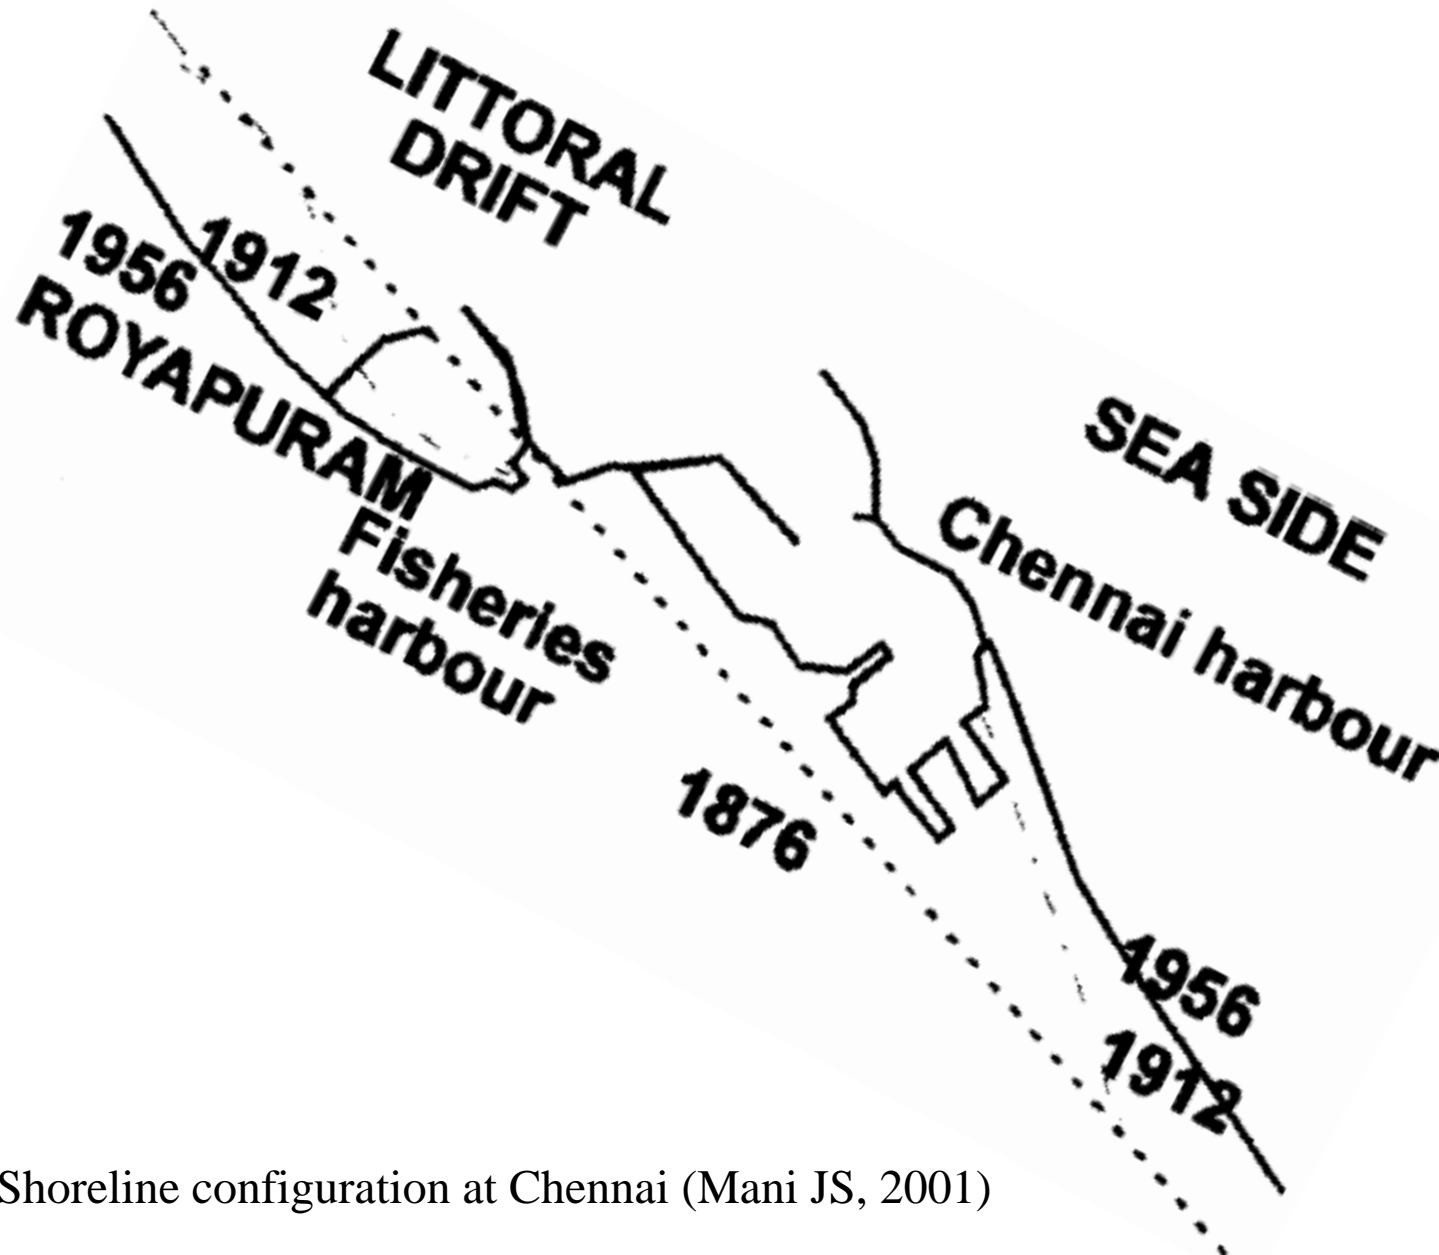 LITTORAL
DRIFT
1912
1956
ROYAPURAM
SEA SIDE
Chennai harbour
Fisheries
harbour
1876
1956
1912
Shoreline configuration at Chennai (Mani JS, 2001)